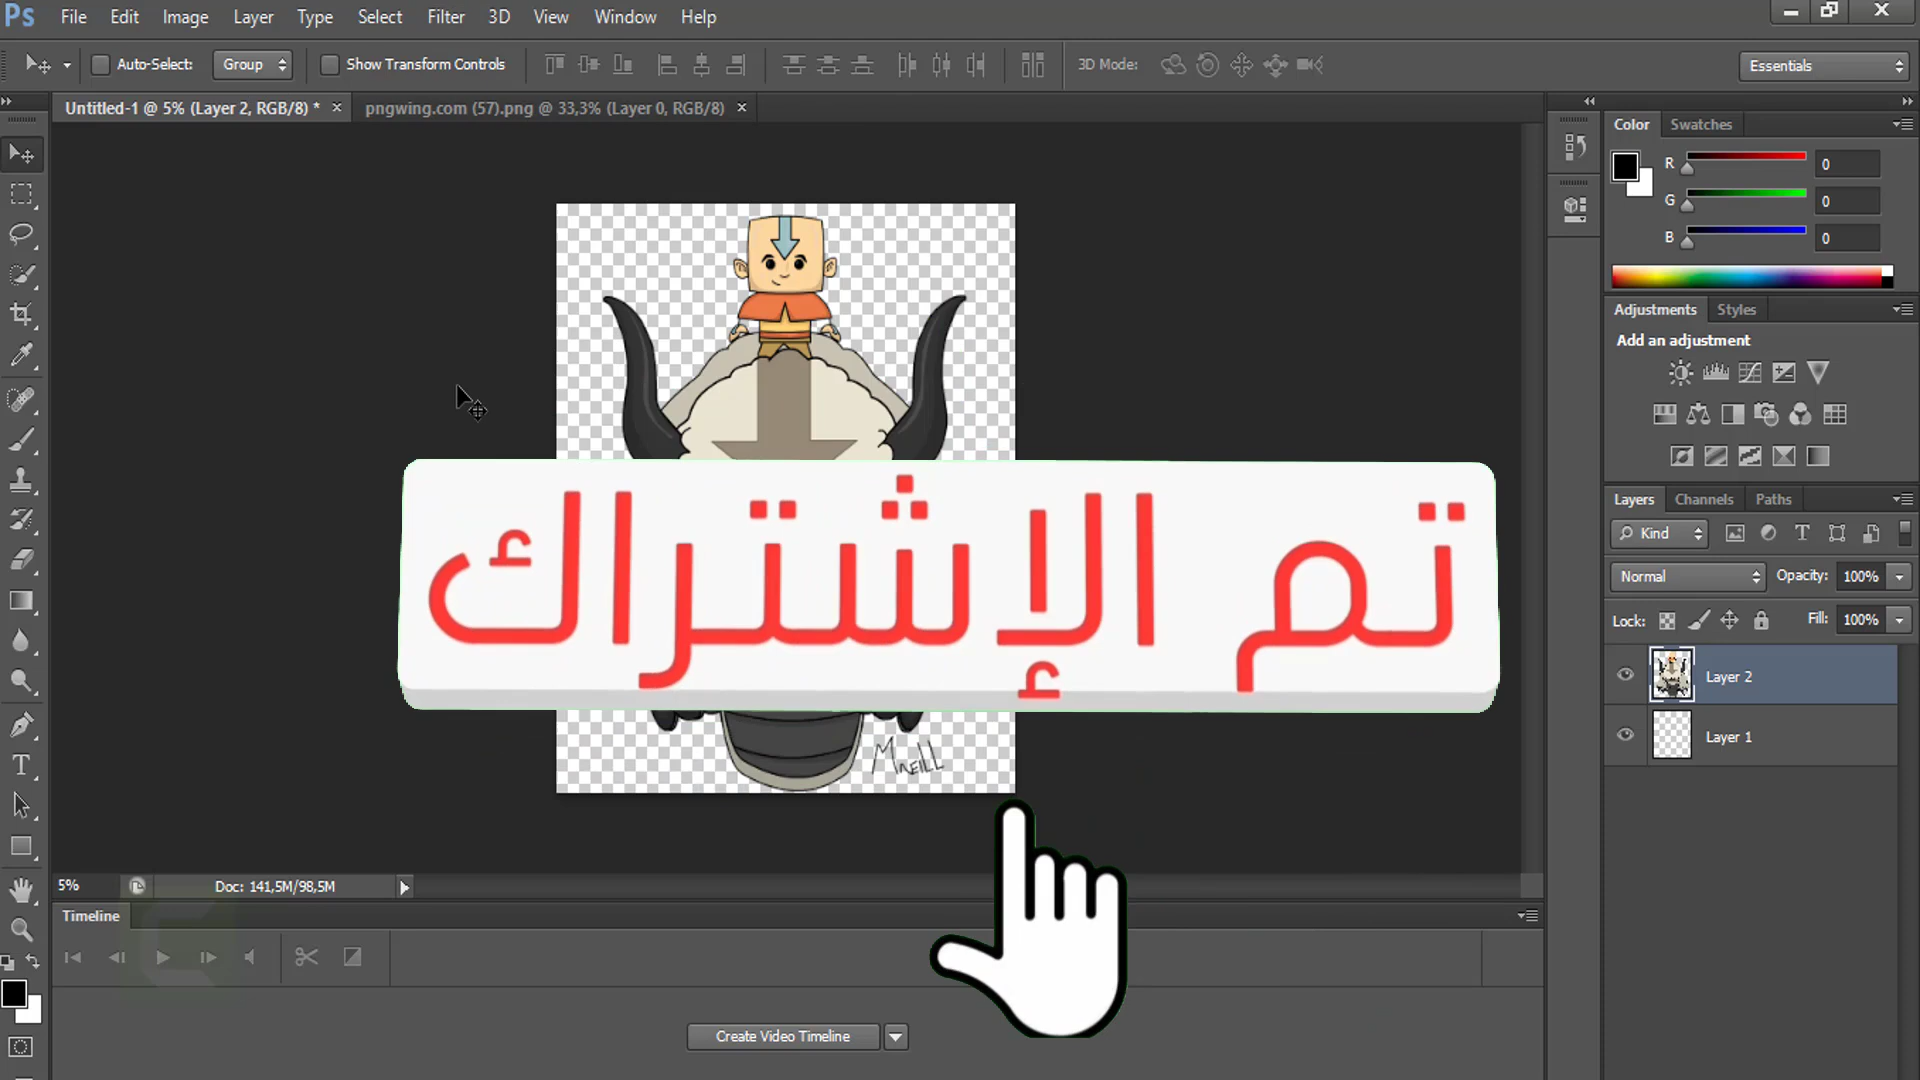 Ps File Edit Image Layer Type Select Filter 3D View Window Help
Auto-Select: Group Show Transform Controls 3D Mode: Essentials
Untitled-1 @ 5% (Layer 2, RGB/8) * × pngwing.com (57).png @ 33,3% (Layer 0, RGB/8) ×
Color Swatches
R 0
G 0
B 0
Adjustments Styles
Add an adjustment
Layers Channels Paths
Kind
Normal Opacity: 100%
Lock: Fill: 100%
Layer 2
Layer 1
تم الإشتراك
MNEILL
5% Doc: 141,5M/98,5M
Timeline
Create Video Timeline